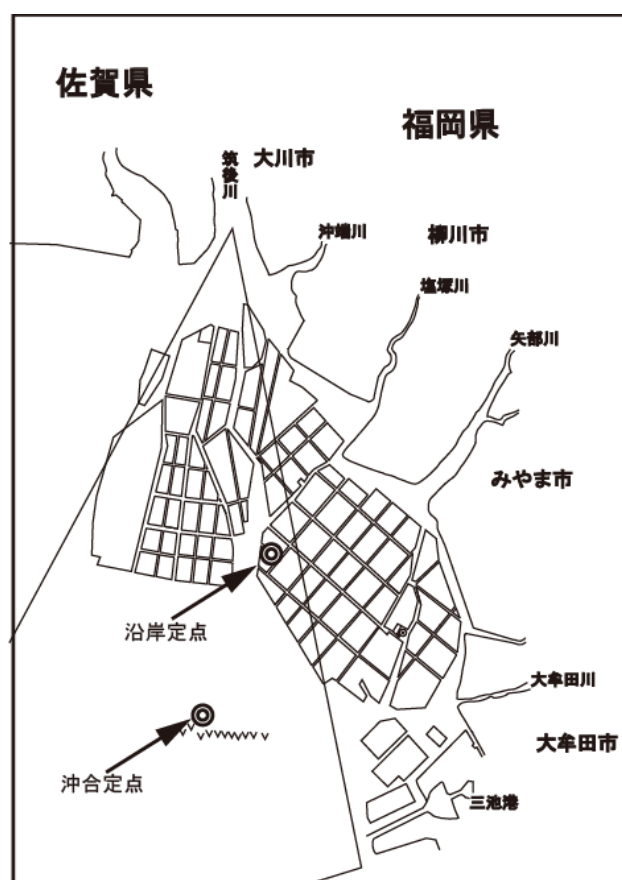 佐賀県
福岡県
筑後川
大川市
沖端川
柳川市
塩塚川
矢部川
みやま市
沿岸定点
大牟田川
大牟田市
沖合定点
三池港